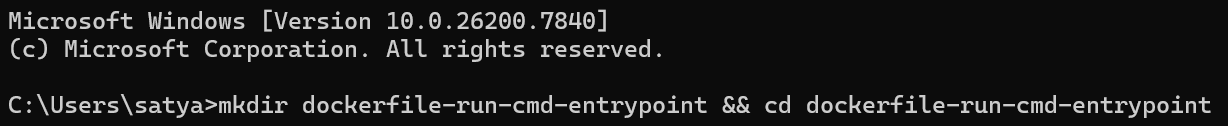 Microsoft Windows [Version 10.0.26200.7840]
(c) Microsoft Corporation. All rights reserved.
C:\Users\satya>mkdir dockerfile-run-cmd-entrypoint && cd dockerfile-run-cmd-entrypoint